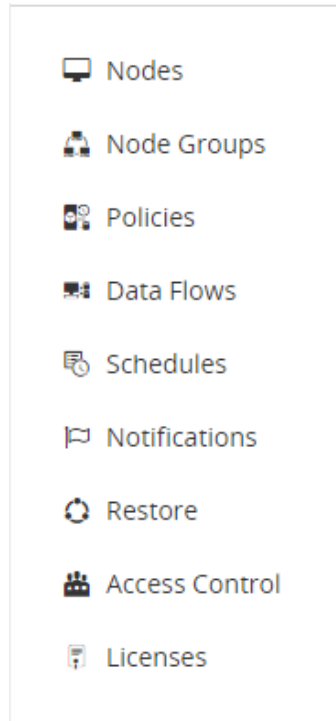 Nodes
Node Groups
Policies
Data Flows
Schedules
Notifications
Restore
Access Control
Licenses